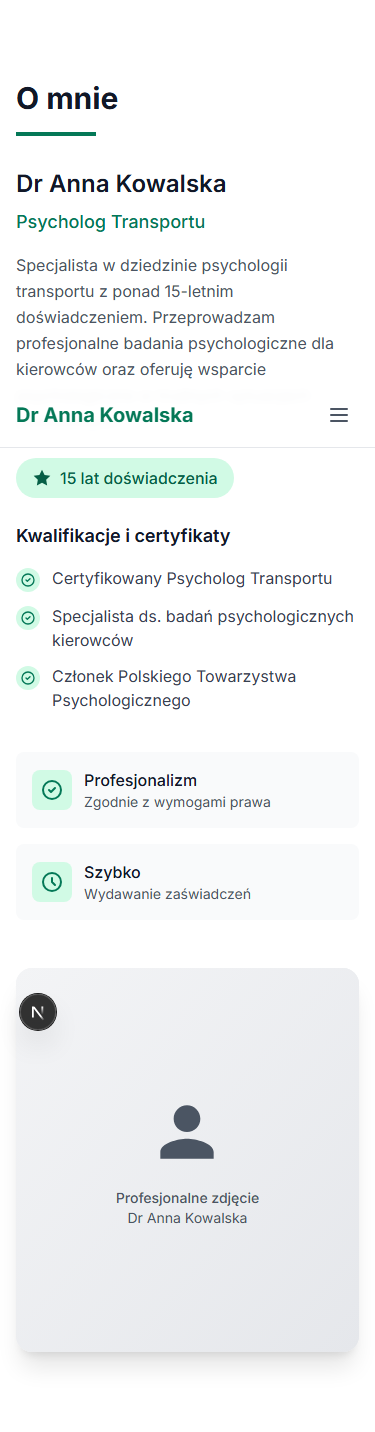 O mnie
Dr Anna Kowalska
Psycholog Transportu
Specjalista w dziedzinie psychologii
transportu z ponad 15-letnim
doświadczeniem. Przeprowadzam
profesjonalne badania psychologiczne dla
kierowców oraz oferuję wsparcie
Dr Anna Kowalska
15 lat doświadczenia
Kwalifikacje i certyfikaty
Certyfikowany Psycholog Transportu
Specjalista ds. badań psychologicznych
kierowców
Członek Polskiego Towarzystwa
Psychologicznego
Profesjonalizm
Zgodnie z wymogami prawa
Szybko
Wydawanie zaświadczeń
N
Profesjonalne zdjęcie
Dr Anna Kowalska